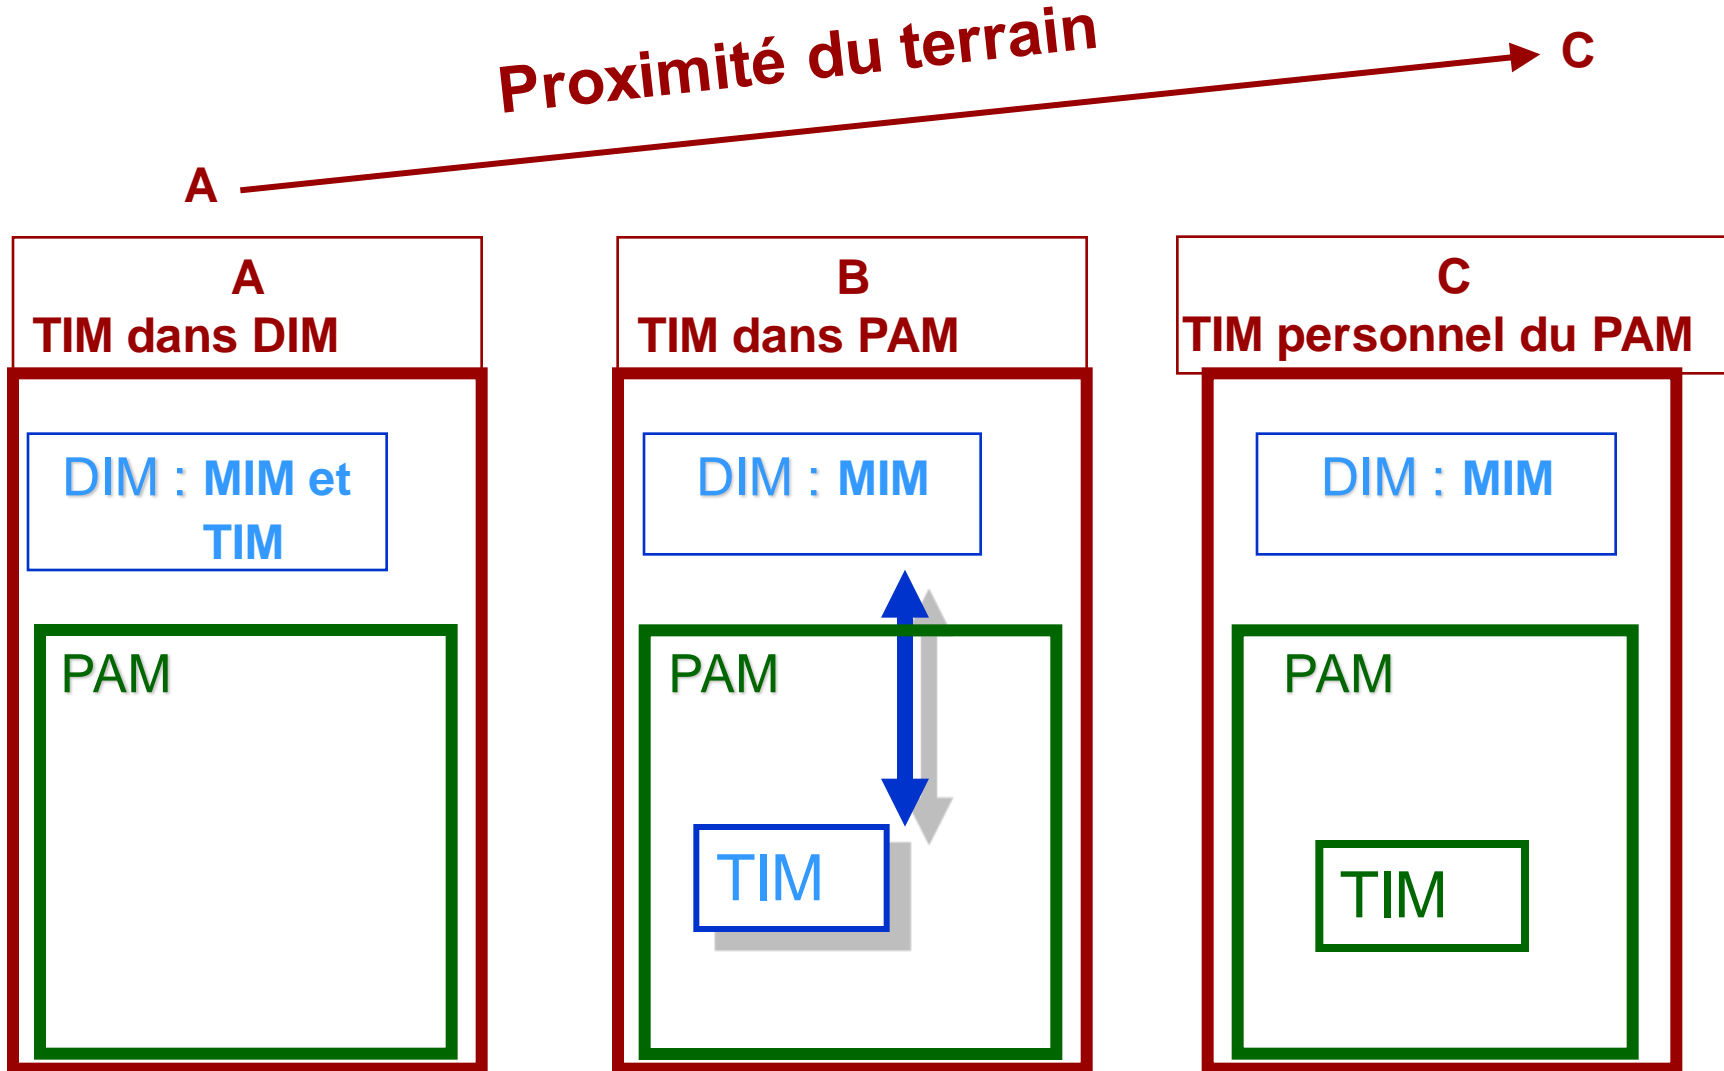 Proximité du terrain
C
A
A
TIM dans DIM
B
TIM dans PAM
C
TIM personnel du PAM
DIM : MIM et
TIM
DIM : MIM
DIM : MIM
PAM
PAM
PAM
TIM
TIM